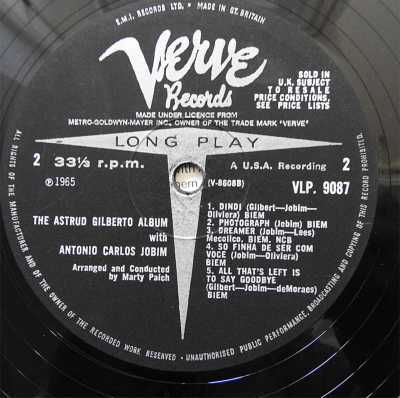 E.M.I. RECORDS LTD. • MADE IN GT. BRITAIN
Verve
Records
SOLD IN
U.K. SUBJECT
TO RESALE
PRICE CONDITIONS,
SEE PRICE LISTS
MADE UNDER LICENCE FROM
METRO-GOLDWYN-MAYER INC., OWNER OF THE TRADE MARK "VERVE"
LONG PLAY
2 33⅓ r.p.m.
A U.S.A. Recording 2
℗1965
(V-8608B)
VLP. 9087
THE ASTRUD GILBERTO ALBUM
with
ANTONIO CARLOS JOBIM
Arranged and Conducted
by Marty Paich
1. DINDI (Gilbert—Jobim—
Oliviera) BIEM
2. PHOTOGRAPH (Jobim) BIEM
3. DREAMER (Jobim—Lees)
Mecolico, BIEM. NCB
4. SO FINHA DE SER COM
VOCE (Jobim—Oliviera)
BIEM
5. ALL THAT'S LEFT IS
TO SAY GOODBYE
(Gilbert—Jobim—deMoraes)
BIEM
ALL RIGHTS OF THE MANUFACTURER AND OF THE OWNER OF THE RECORDED WORK RESERVED • UNAUTHORISED PUBLIC PERFORMANCE, BROADCASTING AND COPYING OF THIS RECORD PROHIBITED